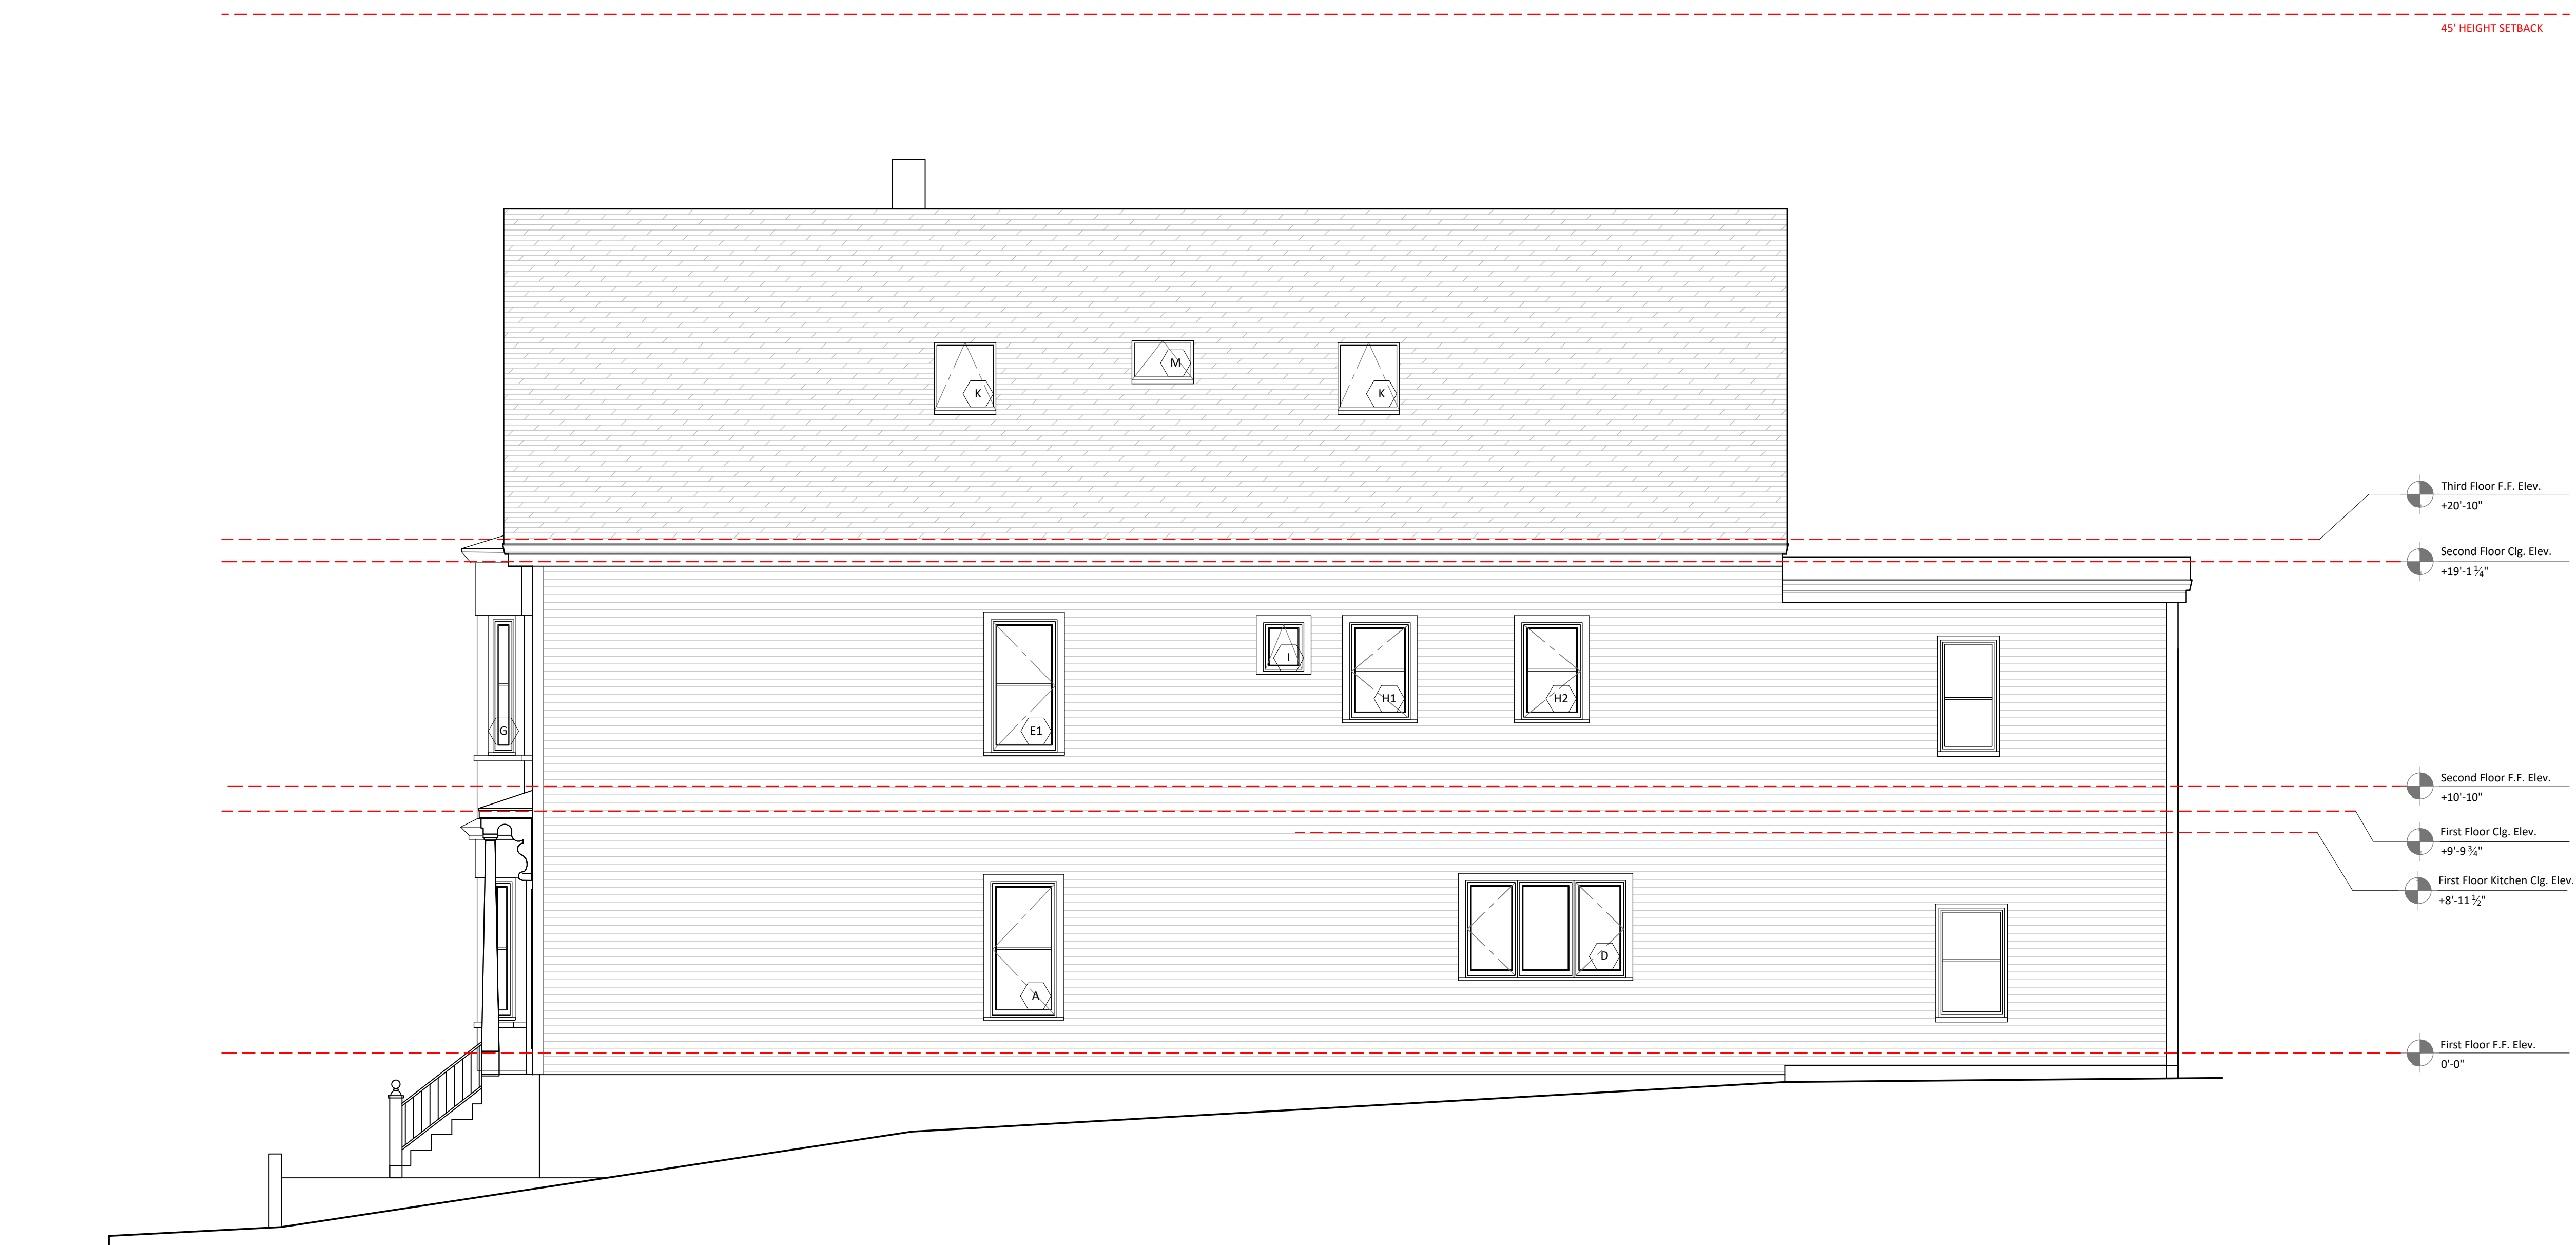 45' HEIGHT SETBACK
M
K
K
Third Floor F.F. Elev.
+20'-10"
Second Floor Clg. Elev.
+19'-1 ¼"
I
H1
H2
G
E1
Second Floor F.F. Elev.
+10'-10"
First Floor Clg. Elev.
+9'-9 ¾"
First Floor Kitchen Clg. Elev.
+8'-11 ½"
D
A
First Floor F.F. Elev.
0'-0"